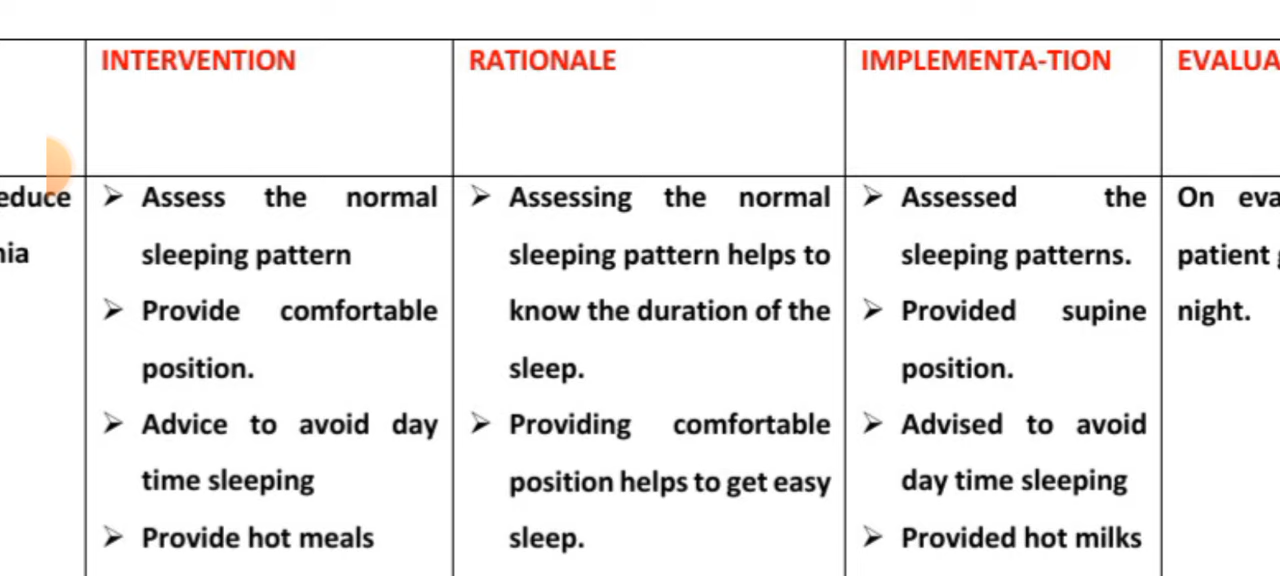 INTERVENTION
RATIONALE
IMPLEMENTA-TION
EVALUA
educe
nia
➢ Assess the normal
sleeping pattern
➢ Provide comfortable
position.
➢ Advice to avoid day
time sleeping
➢ Provide hot meals
➢ Assessing the normal
sleeping pattern helps to
know the duration of the
sleep.
➢ Providing comfortable
position helps to get easy
sleep.
➢ Assessed the
sleeping patterns.
➢ Provided supine
position.
➢ Advised to avoid
day time sleeping
➢ Provided hot milks
On eva
patient
night.